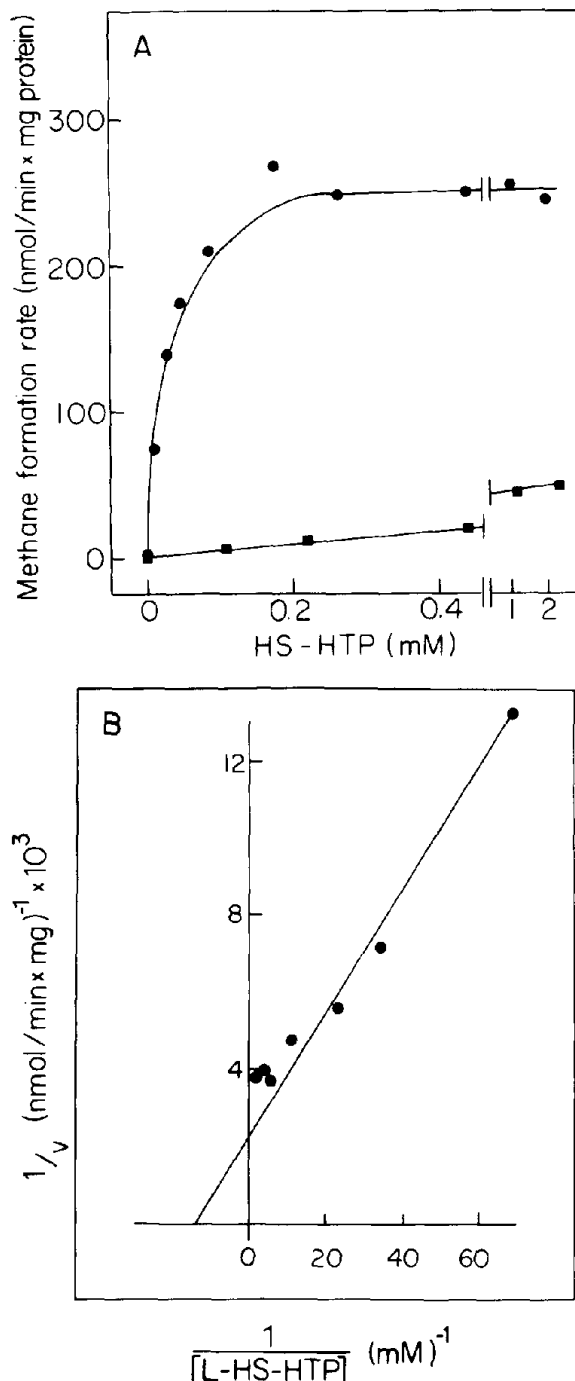 A
Methane formation rate (nmol/min x mg protein)
300
200
100
0
0 0.2 0.4 1 2
HS-HTP (mM)
B
1/v (nmol/min x mg)⁻¹ x 10³
12
8
4
0 20 40 60
1
[L-HS-HTP] (mM)⁻¹